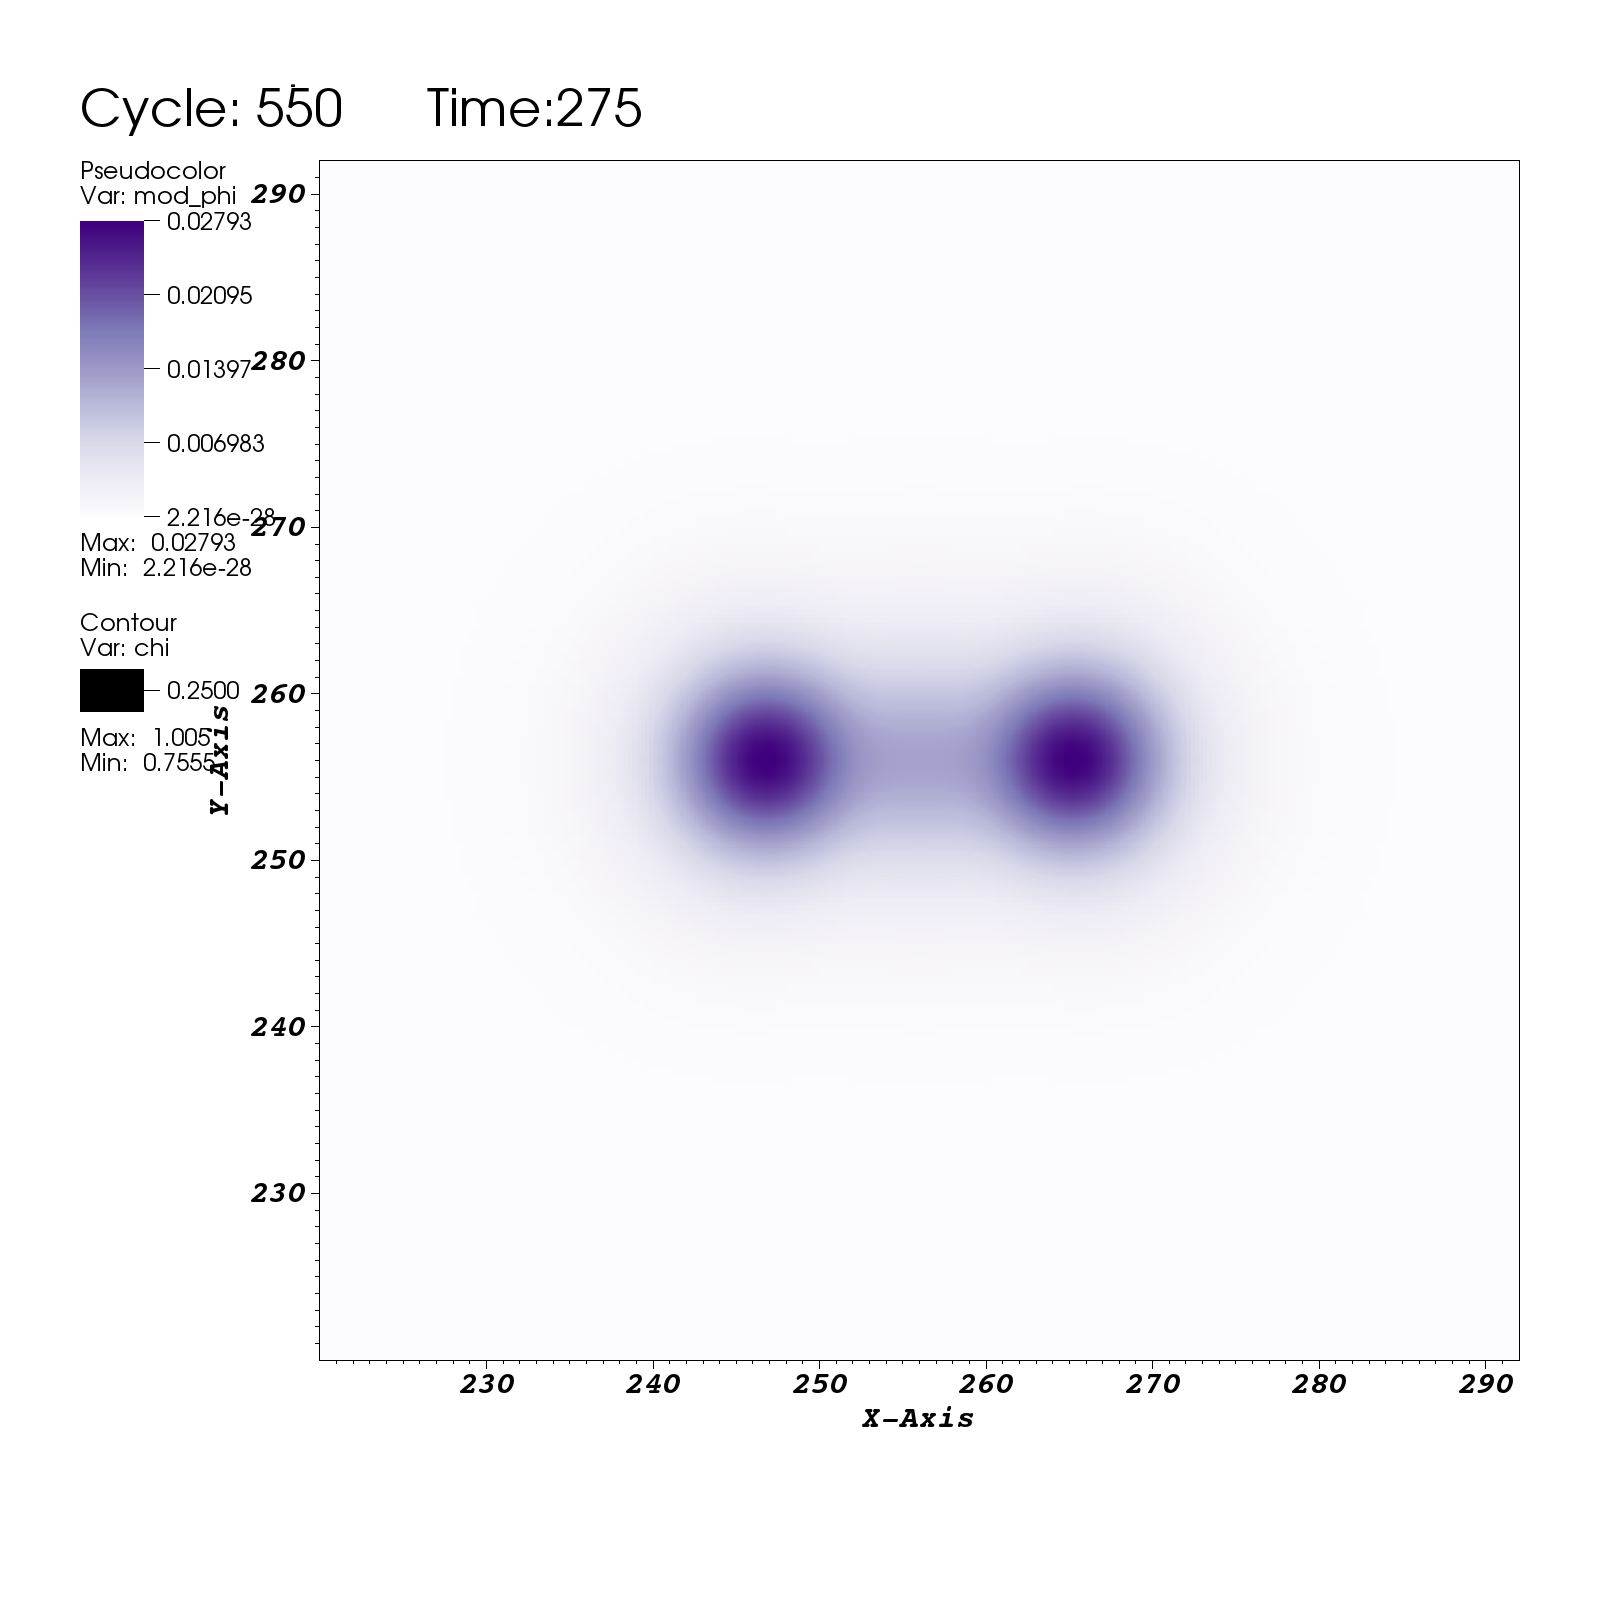 Cycle: 550 Time:275
Pseudocolor
Var: mod_phi
0.02793
0.02095
0.01397
0.006983
2.216e-28
Max: 0.02793
Min: 2.216e-28
Contour
Var: chi
0.2500
Max: 1.005
Min: 0.7555
Y-Axis
290
280
270
260
250
240
230
230 240 250 260 270 280 290
X-Axis